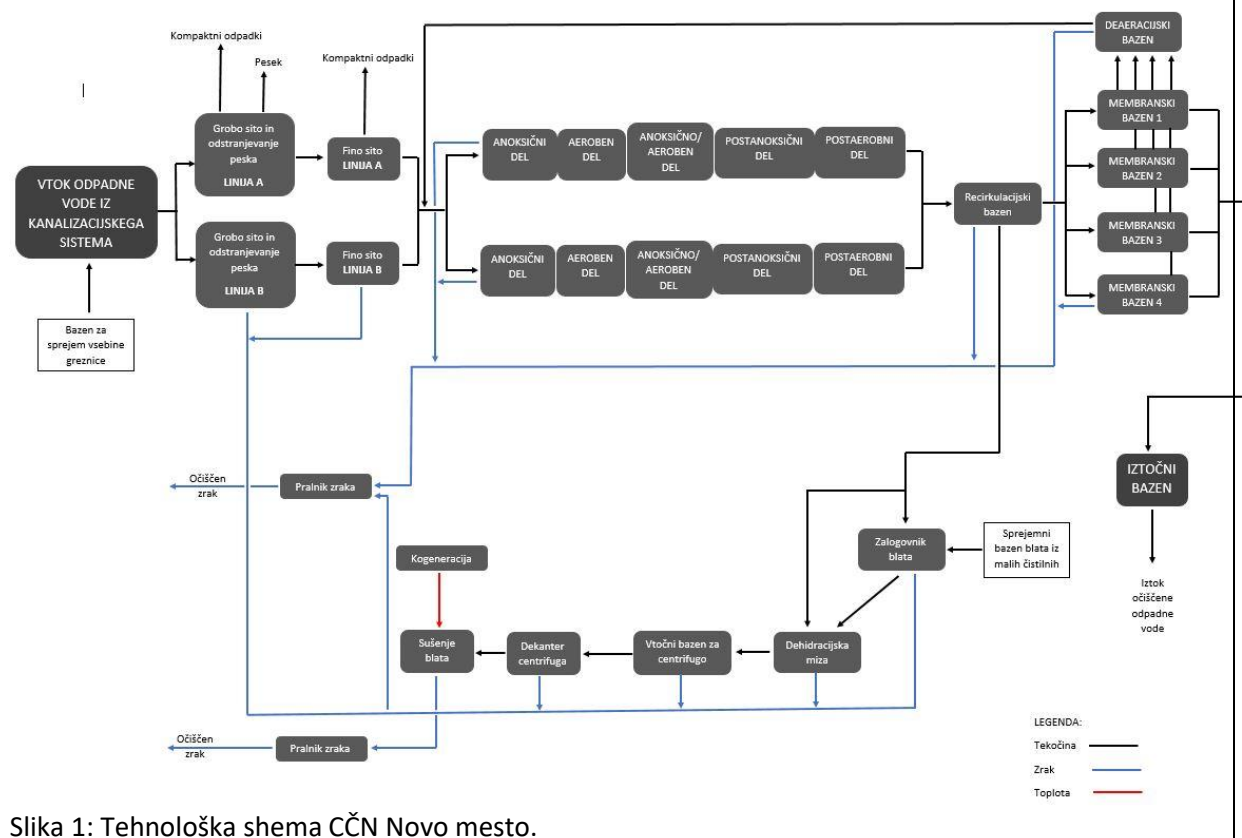 Kompaktni odpadki
Pesek
Kompaktni odpadki
DEAERACIJSKI
BAZEN
Grobo sito in
odstranjevanje
peska
LINIJA A
Fino sito
LINIJA A
ANOKSIČNI
DEL
AEROBEN
DEL
ANOKSIČNO/
AEROBEN
DEL
POSTANOKSIČNI
DEL
POSTAEROBNI
DEL
MEMBRANSKI
BAZEN 1
MEMBRANSKI
BAZEN 2
MEMBRANSKI
BAZEN 3
MEMBRANSKI
BAZEN 4
VTOK ODPADNE
VODE IZ
KANALIZACIJSKEGA
SISTEMA
Recirkulacijski
bazen
Grobo sito in
odstranjevanje
peska
LINIJA B
Fino sito
LINIJA B
ANOKSIČNI
DEL
AEROBEN
DEL
ANOKSIČNO/
AEROBEN
DEL
POSTANOKSIČNI
DEL
POSTAEROBNI
DEL
Bazen za
sprejem vsebine
greznice
Očiščen
zrak
Pralnik zraka
IZTOČNI
BAZEN
Kogeneracija
Zalogovnik
blata
Sprejemni
bazen blata iz
malih čistilnih
Iztok
očiščene
odpadne
vode
Sušenje
blata
Dekanter
centrifuga
Vtočni bazen za
centrifugo
Dehidracijska
miza
Očiščen
zrak
Pralnik zraka
LEGENDA:
Tekočina
Zrak
Toplota
Slika 1: Tehnološka shema CČN Novo mesto.